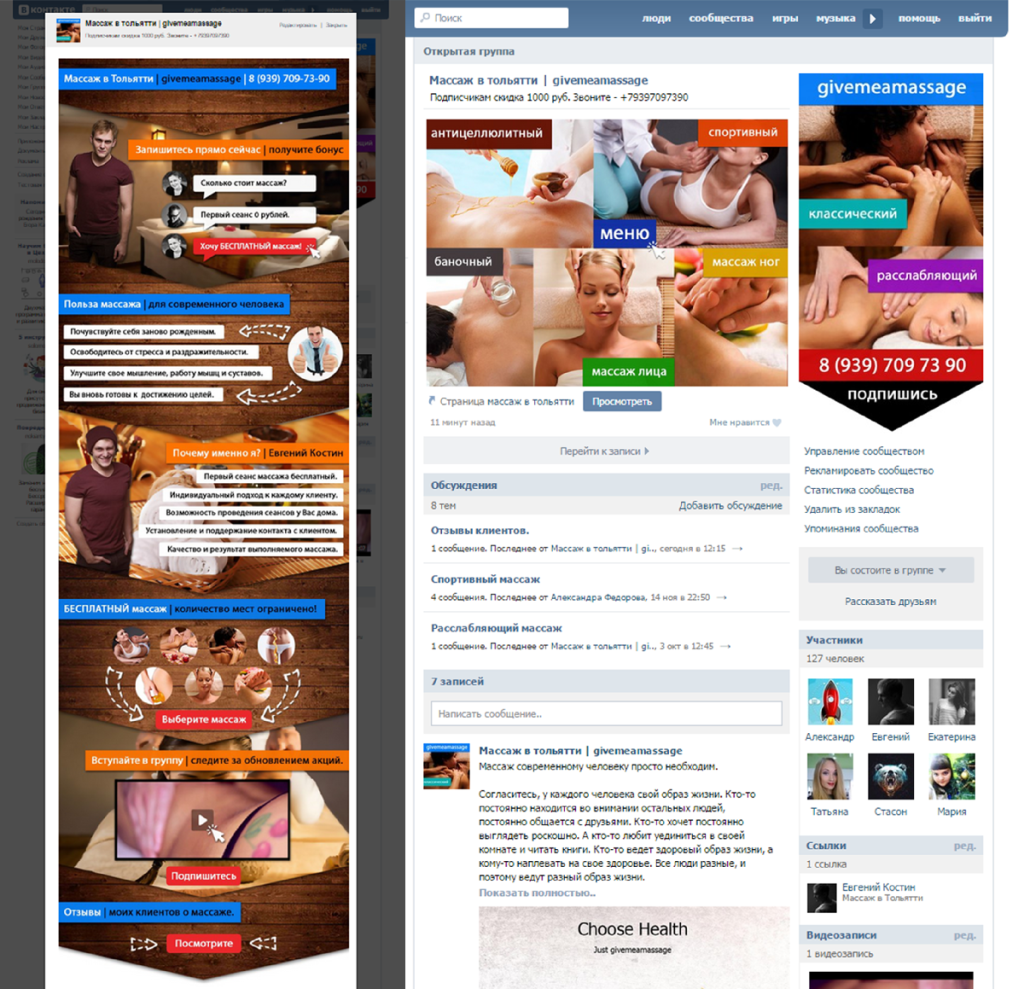 ВКОНТАКТЕ
Массаж в Тольятти | givemeamassage
Редактировать | Закрыть
Подписчикам скидка 1000 руб. Звоните - +79397097390
Массаж в Тольятти | givemeamassage | 8 (939) 709-73-90
Запишитесь прямо сейчас | получите бонус
Сколько стоит массаж?
Первый сеанс 0 рублей.
Хочу БЕСПЛАТНЫЙ массаж!
Польза массажа | для современного человека
Почувствуйте себя заново рожденным.
Освободитесь от стресса и раздражительности.
Улучшите свое мышление, работу мышц и суставов.
Вы вновь готовы к достижению целей.
Почему именно я? | Евгений Костин
Первый сеанс массажа бесплатный.
Индивидуальный подход к каждому клиенту.
Возможность проведения сеансов у Вас дома.
Установление и поддержание контакта с клиентом.
Качество и результат выполняемого массажа.
БЕСПЛАТНЫЙ массаж | количество мест ограничено!
Выберите массаж
Вступайте в группу | следите за обновлением акций.
Подпишитесь
Отзывы | моих клиентов о массаже.
Посмотрите
Поиск
люди сообщества игры музыка помощь выйти
Открытая группа
Массаж в тольятти | givemeamassage
Подписчикам скидка 1000 руб. Звоните - +79397097390
антицеллюлитный
спортивный
меню
баночный
массаж ног
массаж лица
Страница массаж в тольятти Просмотреть
11 минут назад
Мне нравится
Перейти к записи
Обсуждения ред.
8 тем Добавить обсуждение
Отзывы клиентов.
1 сообщение. Последнее от Массаж в тольятти | gi.., сегодня в 12:15 →
Спортивный массаж
4 сообщения. Последнее от Александра Федорова, 14 ноя в 22:50 →
Расслабляющий массаж
1 сообщение. Последнее от Массаж в тольятти | gi.., 3 окт в 12:45 →
7 записей
Написать сообщение..
Массаж в тольятти | givemeamassage
Массаж современному человеку просто необходим.
Согласитесь, у каждого человека свой образ жизни. Кто-то
постоянно находится во внимании остальных людей,
постоянно общается с друзьями. Кто-то хочет постоянно
выглядеть роскошно. А кто-то любит уединиться в своей
комнате и читать книги. Кто-то ведет здоровый образ жизни, а
кому-то наплевать на свое здоровье. Все люди разные, и
поэтому ведут разный образ жизни.
Показать полностью..
Choose Health
Just givemeamassage
givemeamassage
классический
расслабляющий
8 (939) 709 73 90
подпишись
Управление сообществом
Рекламировать сообщество
Статистика сообщества
Удалить из закладок
Упоминания сообщества
Вы состоите в группе
Рассказать друзьям
Участники
127 человек
Александр Евгений Екатерина
Татьяна Стасон Мария
Ссылки ред.
1 ссылка
Евгений Костин
Массаж в Тольятти
Видеозаписи ред.
1 видеозапись